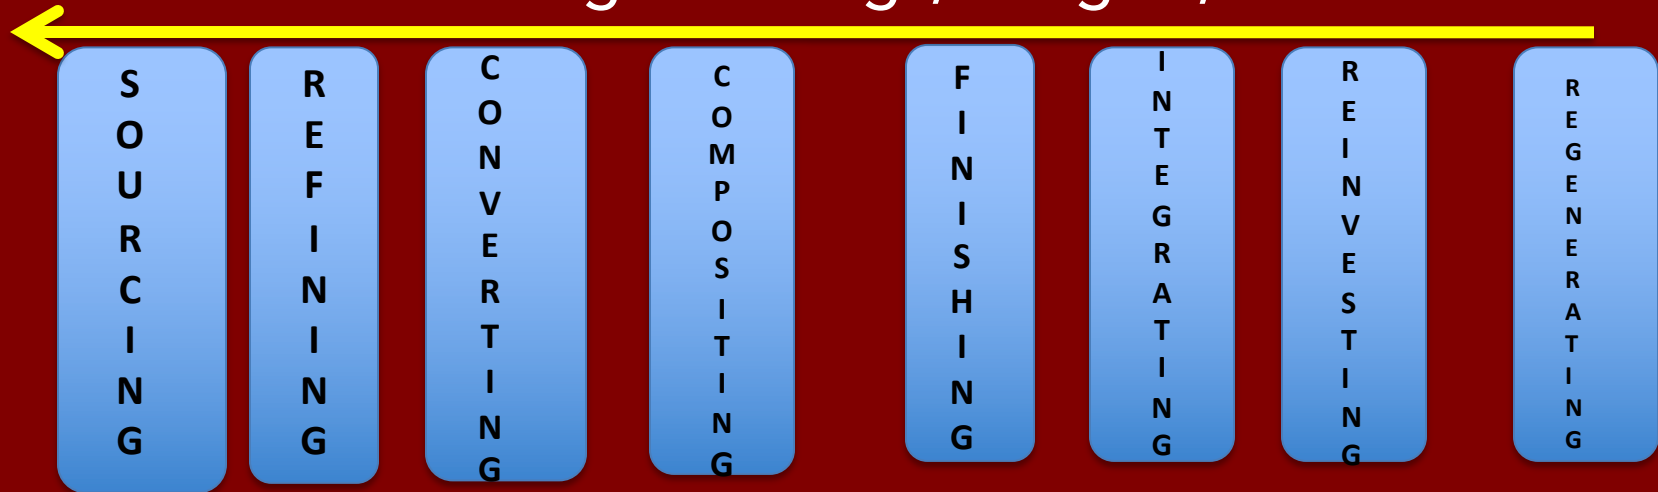 SOURCING
REFINING
CONVERTING
COMPOSITING
FINISHING
INTEGRATING
REINVESTING
REGENERATING